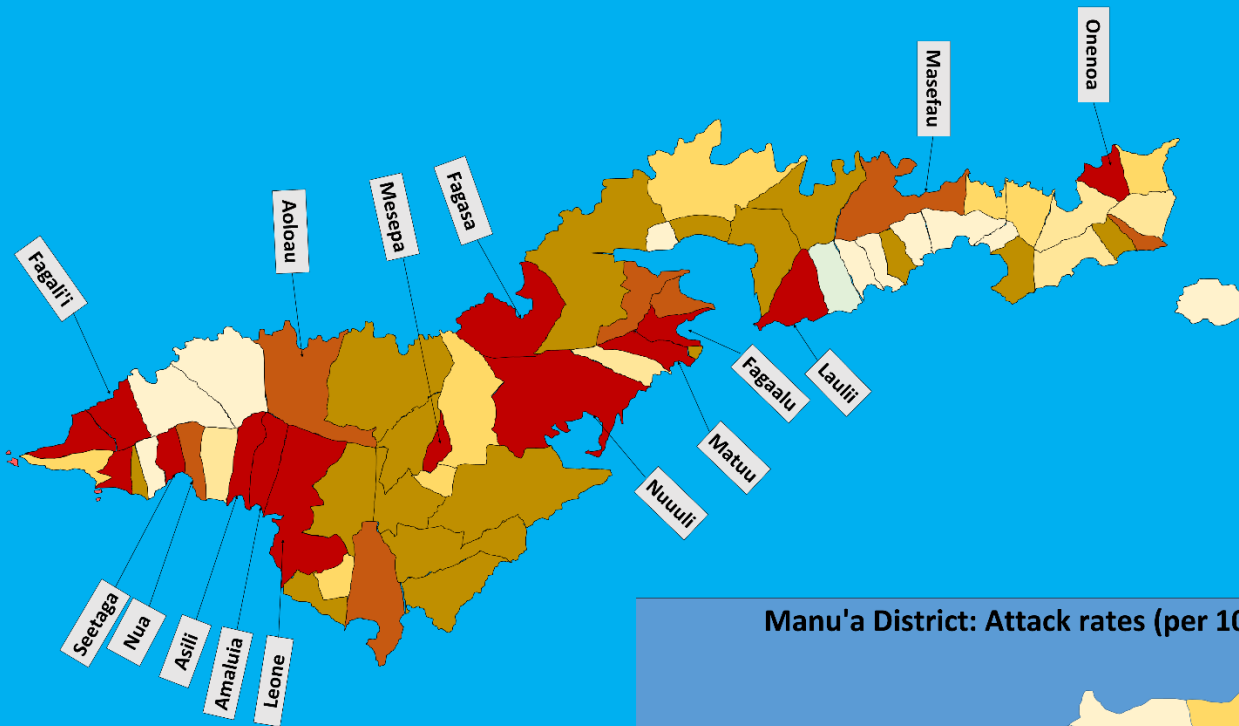 Onenoa
Masefau
Fagasa
Mesepa
Aoloau
Fagali'i
Laulii
Fagaalu
Matuu
Nuuuli
Seetaga
Nua
Asili
Amaluia
Leone
Manu'a District: Attack rates (per 10